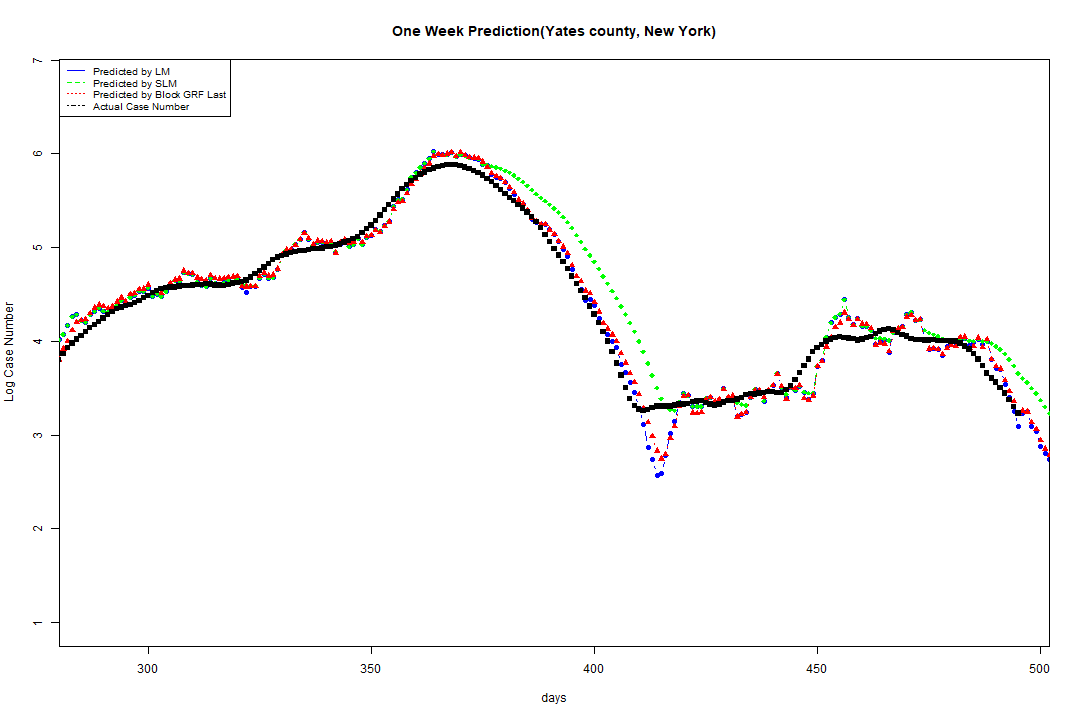 One Week Prediction(Yates county, New York)
Predicted by LM
Predicted by SLM
Predicted by Block GRF Last
Actual Case Number
7
6
5
4
3
2
1
Log Case Number
300 350 400 450 500
days